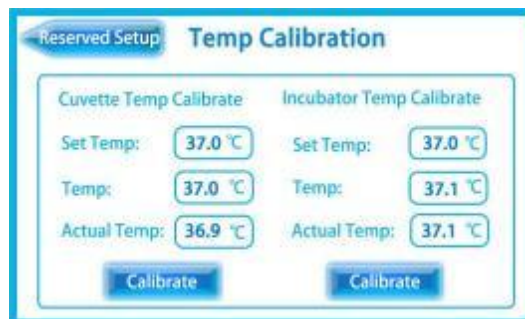 Reserved Setup Temp Calibration
Cuvette Temp Calibrate Incubator Temp Calibrate
Set Temp: 37.0 ℃ Set Temp: 37.0 ℃
Temp: 37.0 ℃ Temp: 37.1 ℃
Actual Temp: 36.9 ℃ Actual Temp: 37.1 ℃
Calibrate Calibrate